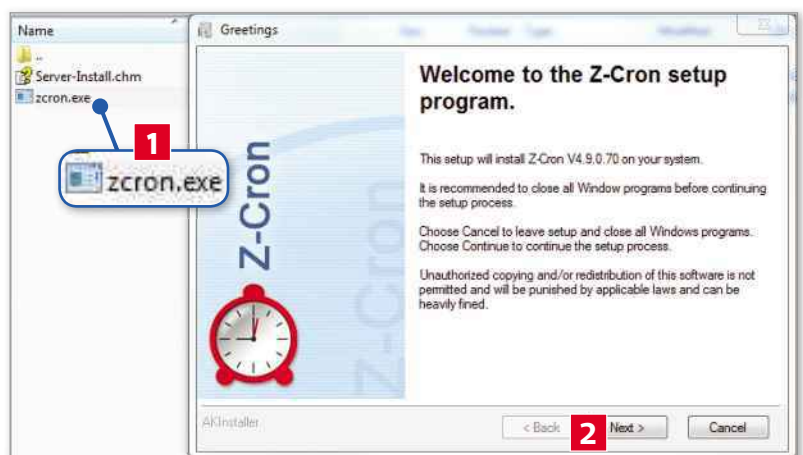 Name
..
Server-Install.chm
zcron.exe
1
zcron.exe
Greetings
Z-Cron
Z-Cron
Welcome to the Z-Cron setup
program.
This setup will install Z-Cron V4.9.0.70 on your system.
It is recommended to close all Window programs before continuing
the setup process.
Choose Cancel to leave setup and close all Windows programs.
Choose Continue to continue the setup process.
Unauthorized copying and/or redistribution of this software is not
permitted and will be punished by applicable laws and can be
heavily fined.
AKInstaller
< Back
2
Next >
Cancel